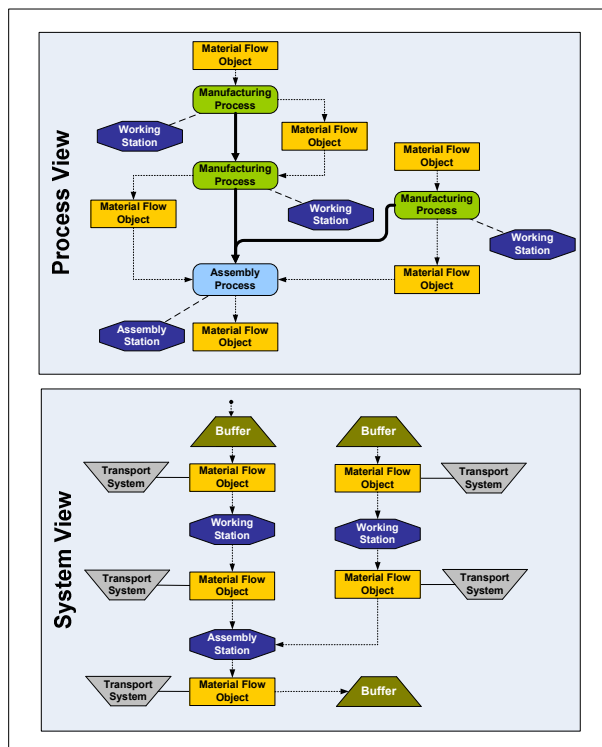 Process View
Material Flow
Object
Manufacturing
Process
Working
Station
Material Flow
Object
Material Flow
Object
Manufacturing
Process
Material Flow
Object
Working
Station
Manufacturing
Process
Working
Station
Assembly
Process
Material Flow
Object
Assembly
Station
Material Flow
Object
System View
Buffer
Buffer
Transport
System
Material Flow
Object
Material Flow
Object
Transport
System
Working
Station
Working
Station
Transport
System
Material Flow
Object
Material Flow
Object
Transport
System
Assembly
Station
Transport
System
Material Flow
Object
Buffer